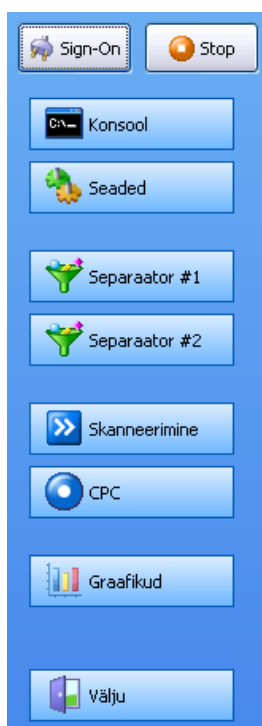 Sign-On
Stop
C:\
Konsool
Seaded
Separaator #1
Separaator #2
Skanneerimine
CPC
Graafikud
Välju